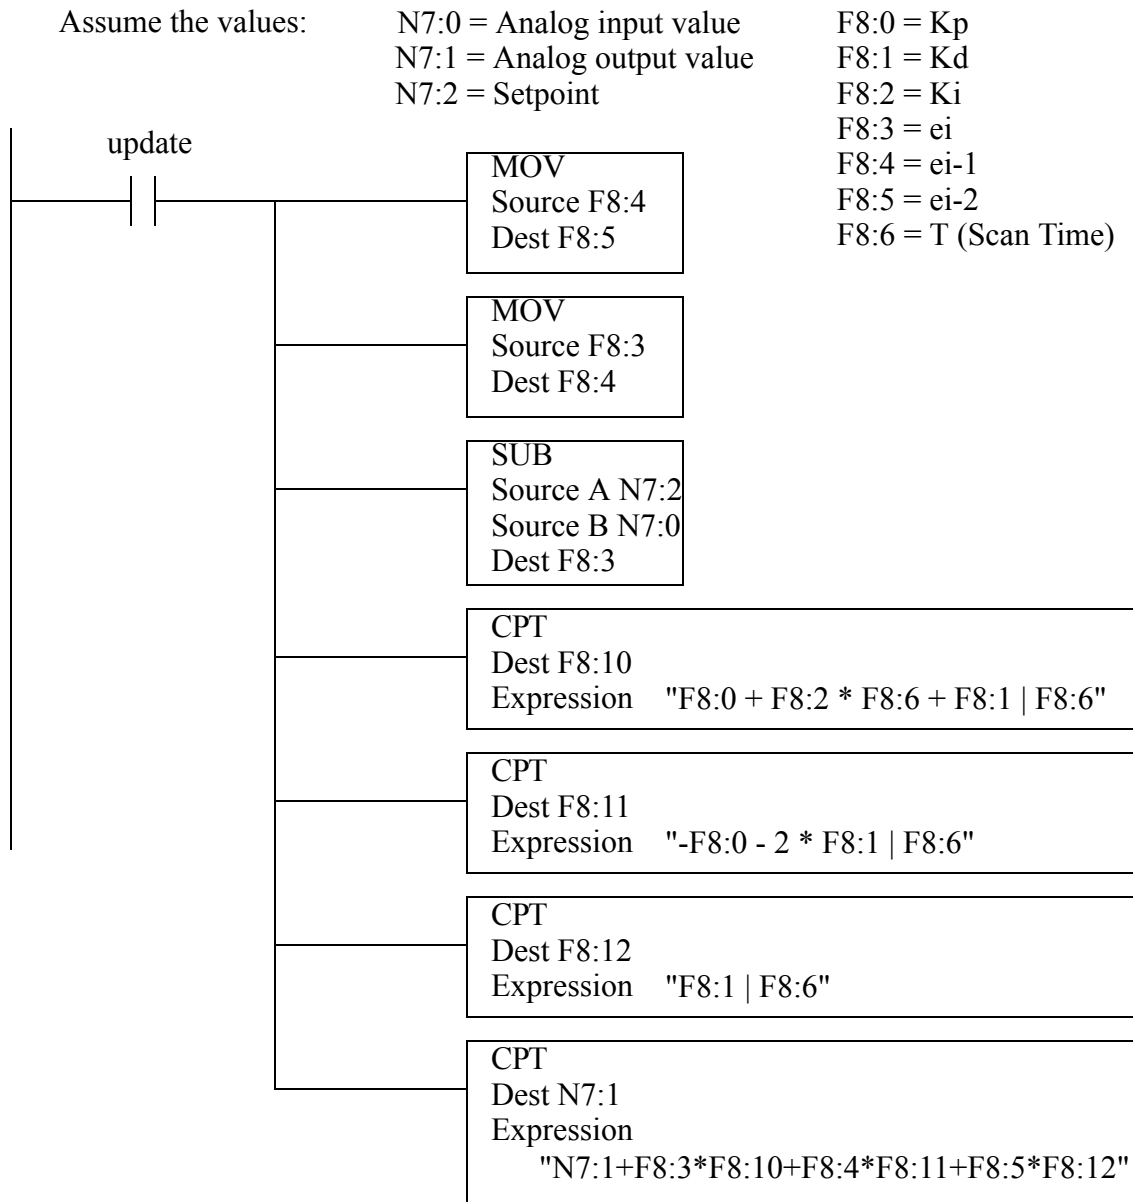 Assume the values:
N7:0 = Analog input value
N7:1 = Analog output value
N7:2 = Setpoint
F8:0 = Kp
F8:1 = Kd
F8:2 = Ki
F8:3 = ei
F8:4 = ei-1
F8:5 = ei-2
F8:6 = T (Scan Time)
update
MOV
Source F8:4
Dest F8:5
MOV
Source F8:3
Dest F8:4
SUB
Source A N7:2
Source B N7:0
Dest F8:3
CPT
Dest F8:10
Expression "F8:0 + F8:2 * F8:6 + F8:1 | F8:6"
CPT
Dest F8:11
Expression "-F8:0 - 2 * F8:1 | F8:6"
CPT
Dest F8:12
Expression "F8:1 | F8:6"
CPT
Dest N7:1
Expression
"N7:1+F8:3*F8:10+F8:4*F8:11+F8:5*F8:12"